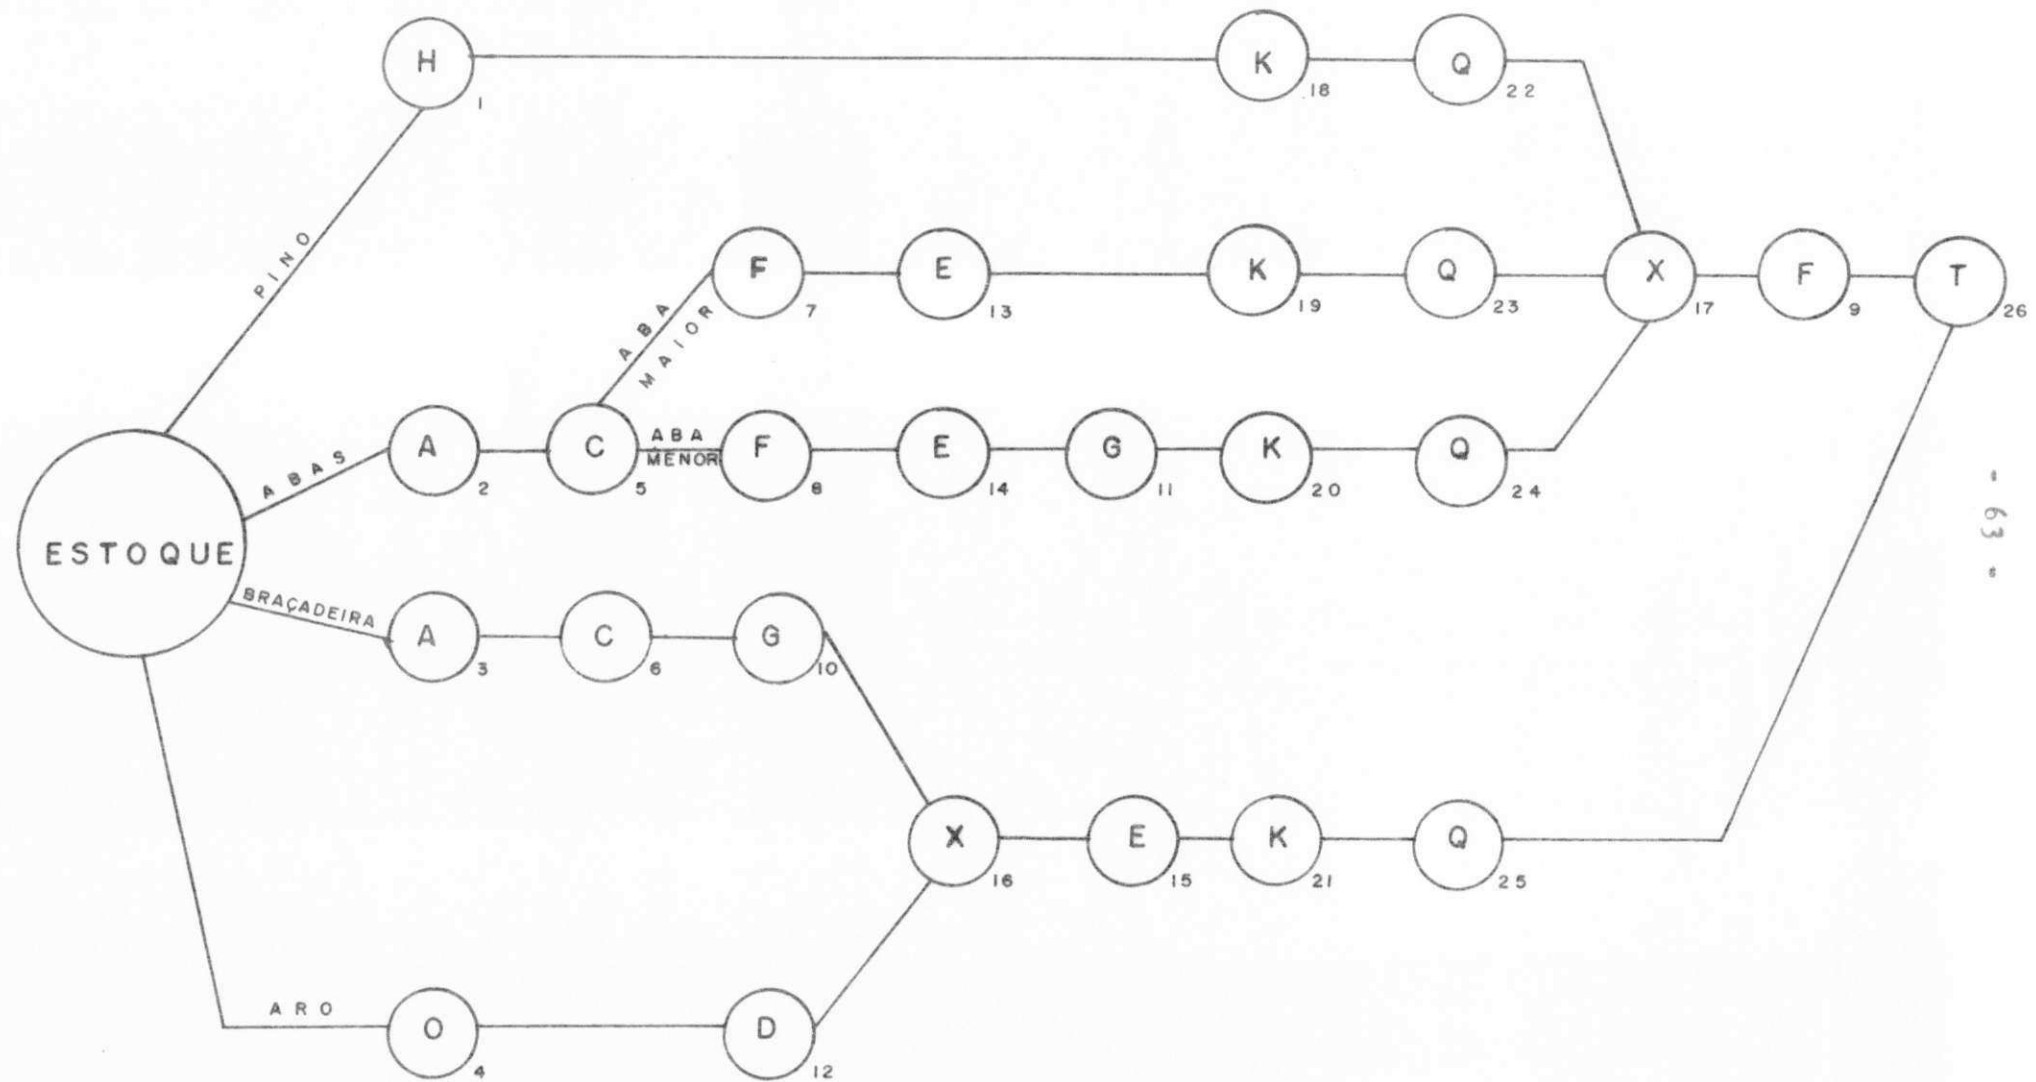 H
1
K
18
Q
22
PINO
ABA
MAIOR
F
7
E
13
K
19
Q
23
X
17
F
9
T
26
ABAS
A
2
C
5
ABA
MENOR
F
8
E
14
G
11
K
20
Q
24
ESTOQUE
BRAÇADEIRA
A
3
C
6
G
10
X
16
E
15
K
21
Q
25
ARO
O
4
D
12
- 63 -